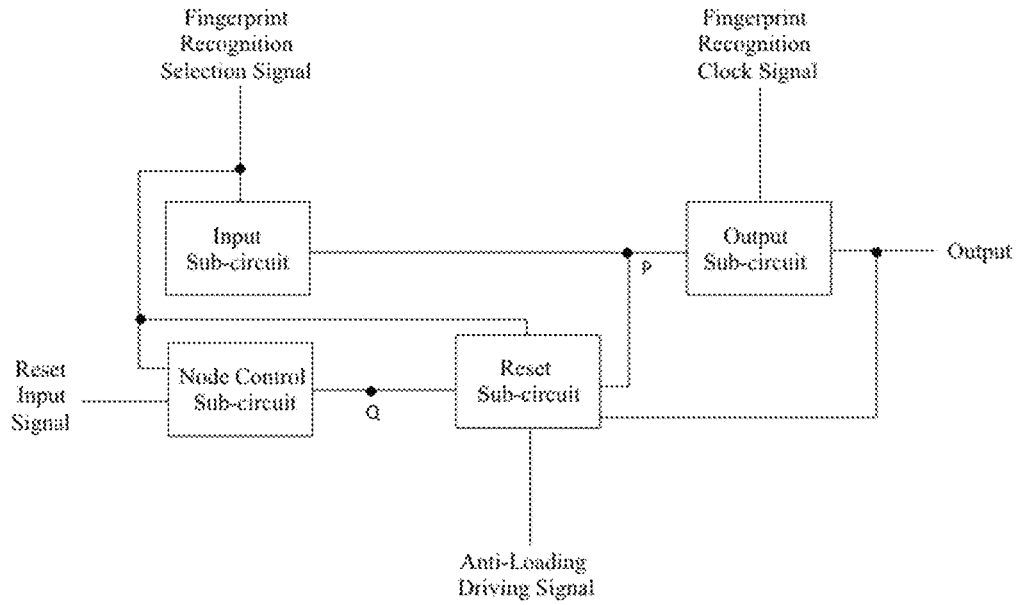 Fingerprint
Recognition
Selection Signal
Fingerprint
Recognition
Clock Signal
Input
Sub-circuit
Output
Sub-circuit
Output
P
Reset
Input
Signal
Node Control
Sub-circuit
Q
Reset
Sub-circuit
Anti-Loading
Driving Signal